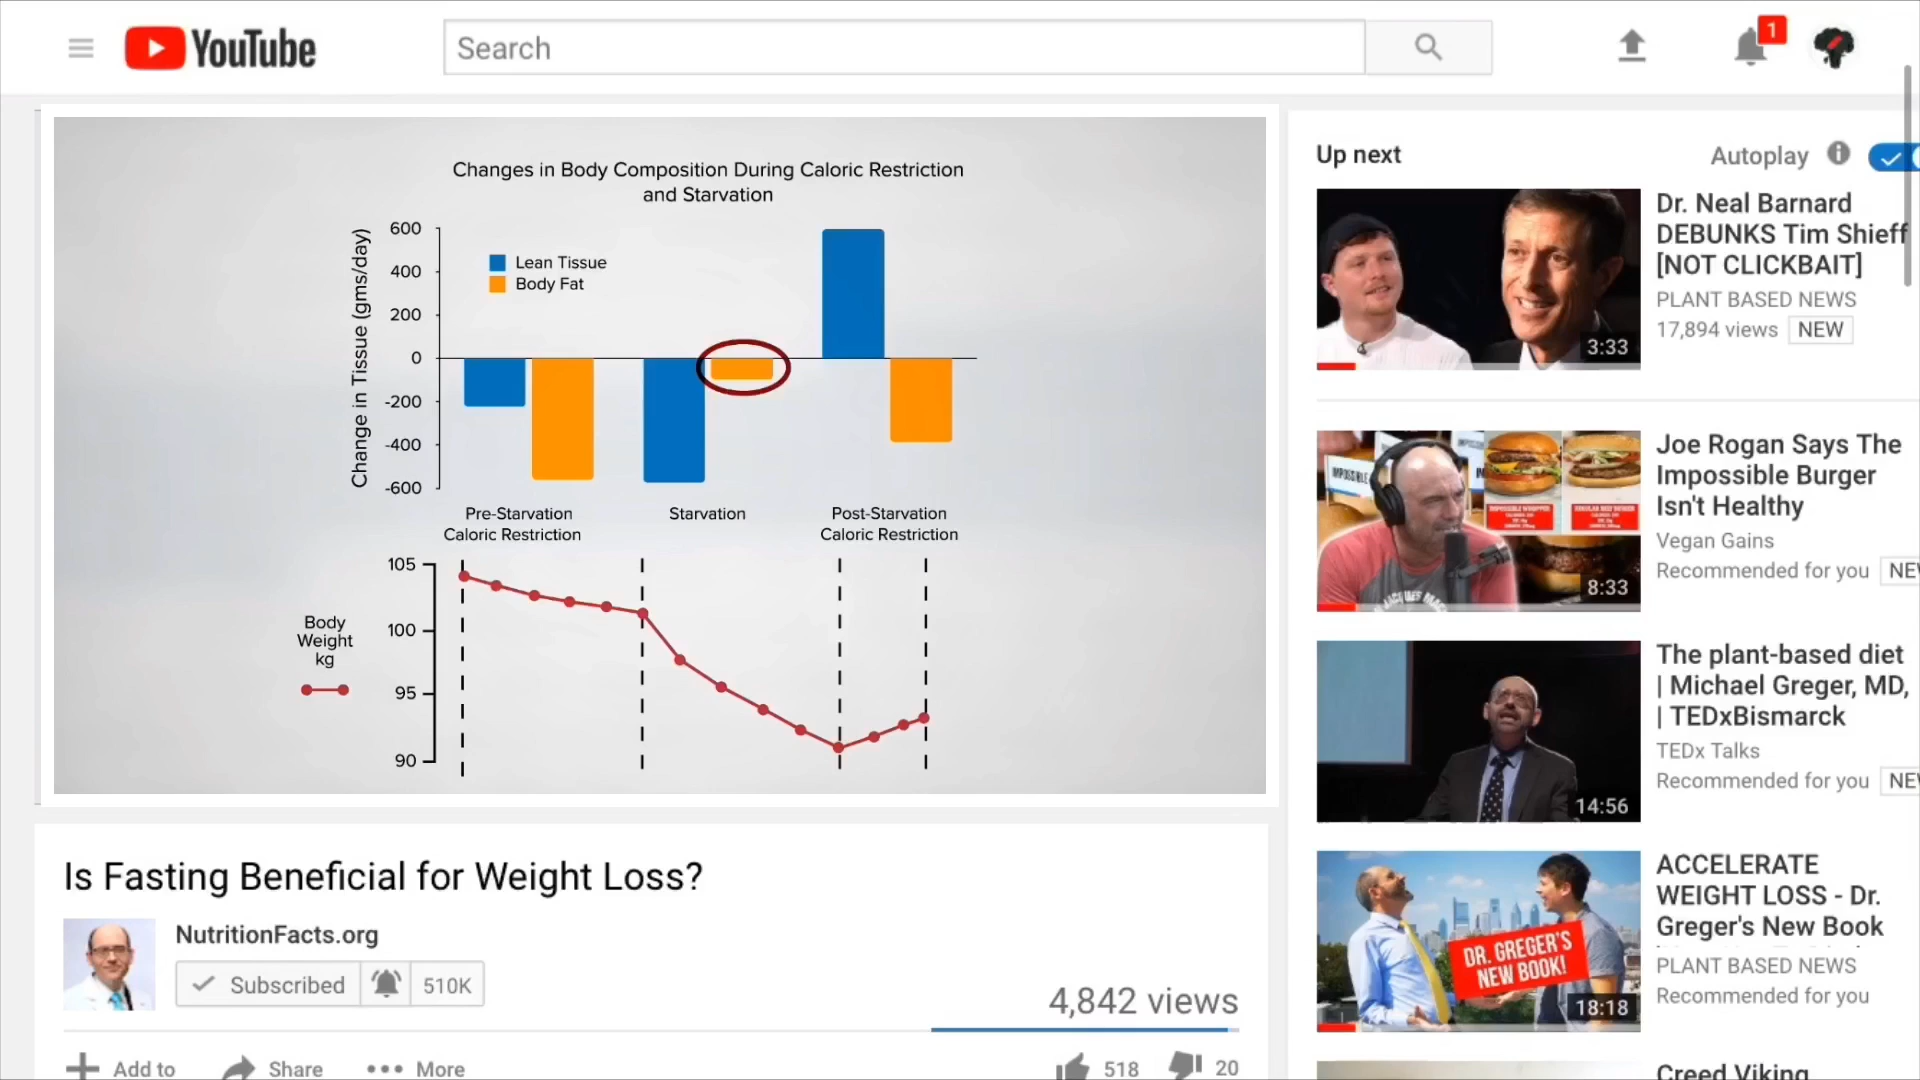 YouTube
Search
1
Changes in Body Composition During Caloric Restriction
and Starvation
Change in Tissue (gms/day)
600
400
200
0
-200
-400
-600
Lean Tissue
Body Fat
Pre-Starvation
Caloric Restriction
Starvation
Post-Starvation
Caloric Restriction
Body
Weight
kg
105
100
95
90
Is Fasting Beneficial for Weight Loss?
NutritionFacts.org
Subscribed
510K
4,842 views
Add to
Share
More
518
20
Up next
Autoplay
3:33
Dr. Neal Barnard
DEBUNKS Tim Shieff
[NOT CLICKBAIT]
PLANT BASED NEWS
17,894 views NEW
8:33
Joe Rogan Says The
Impossible Burger
Isn't Healthy
Vegan Gains
Recommended for you
14:56
The plant-based diet
| Michael Greger, MD,
| TEDxBismarck
TEDx Talks
Recommended for you
DR. GREGER'S
NEW BOOK!
18:18
ACCELERATE
WEIGHT LOSS - Dr.
Greger's New Book
PLANT BASED NEWS
Recommended for you
Creed Viking